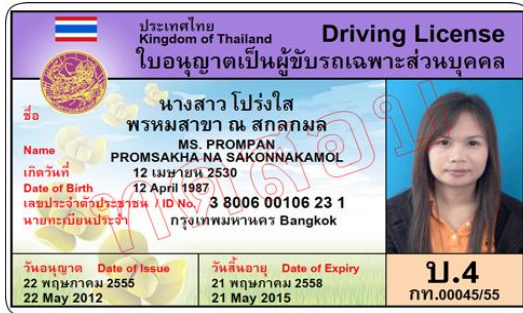 ประเทศไทย
Kingdom of Thailand
Driving License
ใบอนุญาตเป็นผู้ขับรถเฉพาะส่วนบุคคล
ชื่อ นางสาว โปร่งใส
พรหมสาขา ณ สกลกมล
Name MS. PROMPAN
PROMSAKHA NA SAKONNAKAMOL
เกิดวันที่ 12 เมษายน 2530
Date of Birth 12 April 1987
เลขประจำตัวประชาชน / ID No. 3 8006 00106 23 1
นายทะเบียนประจำ กรุงเทพมหานคร Bangkok
วันอนุญาต Date of Issue
22 พฤษภาคม 2555
22 May 2012
วันสิ้นอายุ Date of Expiry
21 พฤษภาคม 2558
21 May 2015
บ.4
กท.00045/55